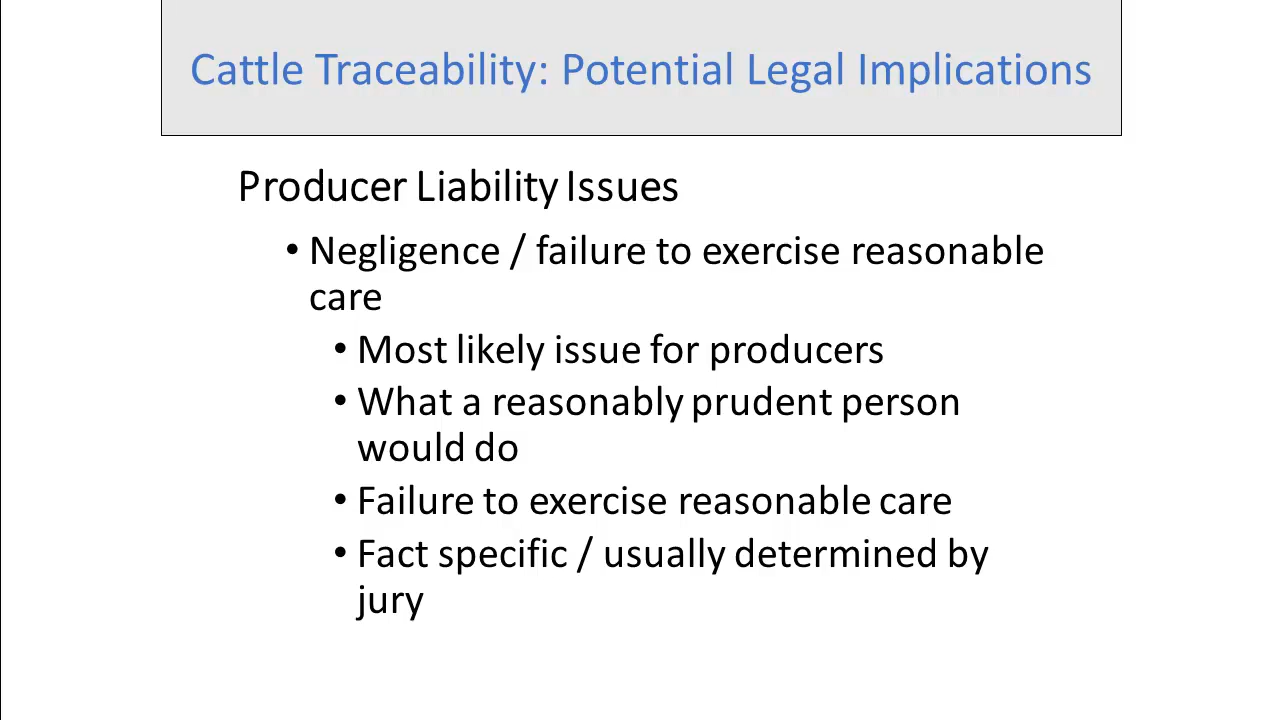 Cattle Traceability: Potential Legal Implications
Producer Liability Issues
• Negligence / failure to exercise reasonable
care
• Most likely issue for producers
• What a reasonably prudent person
would do
• Failure to exercise reasonable care
• Fact specific / usually determined by
jury